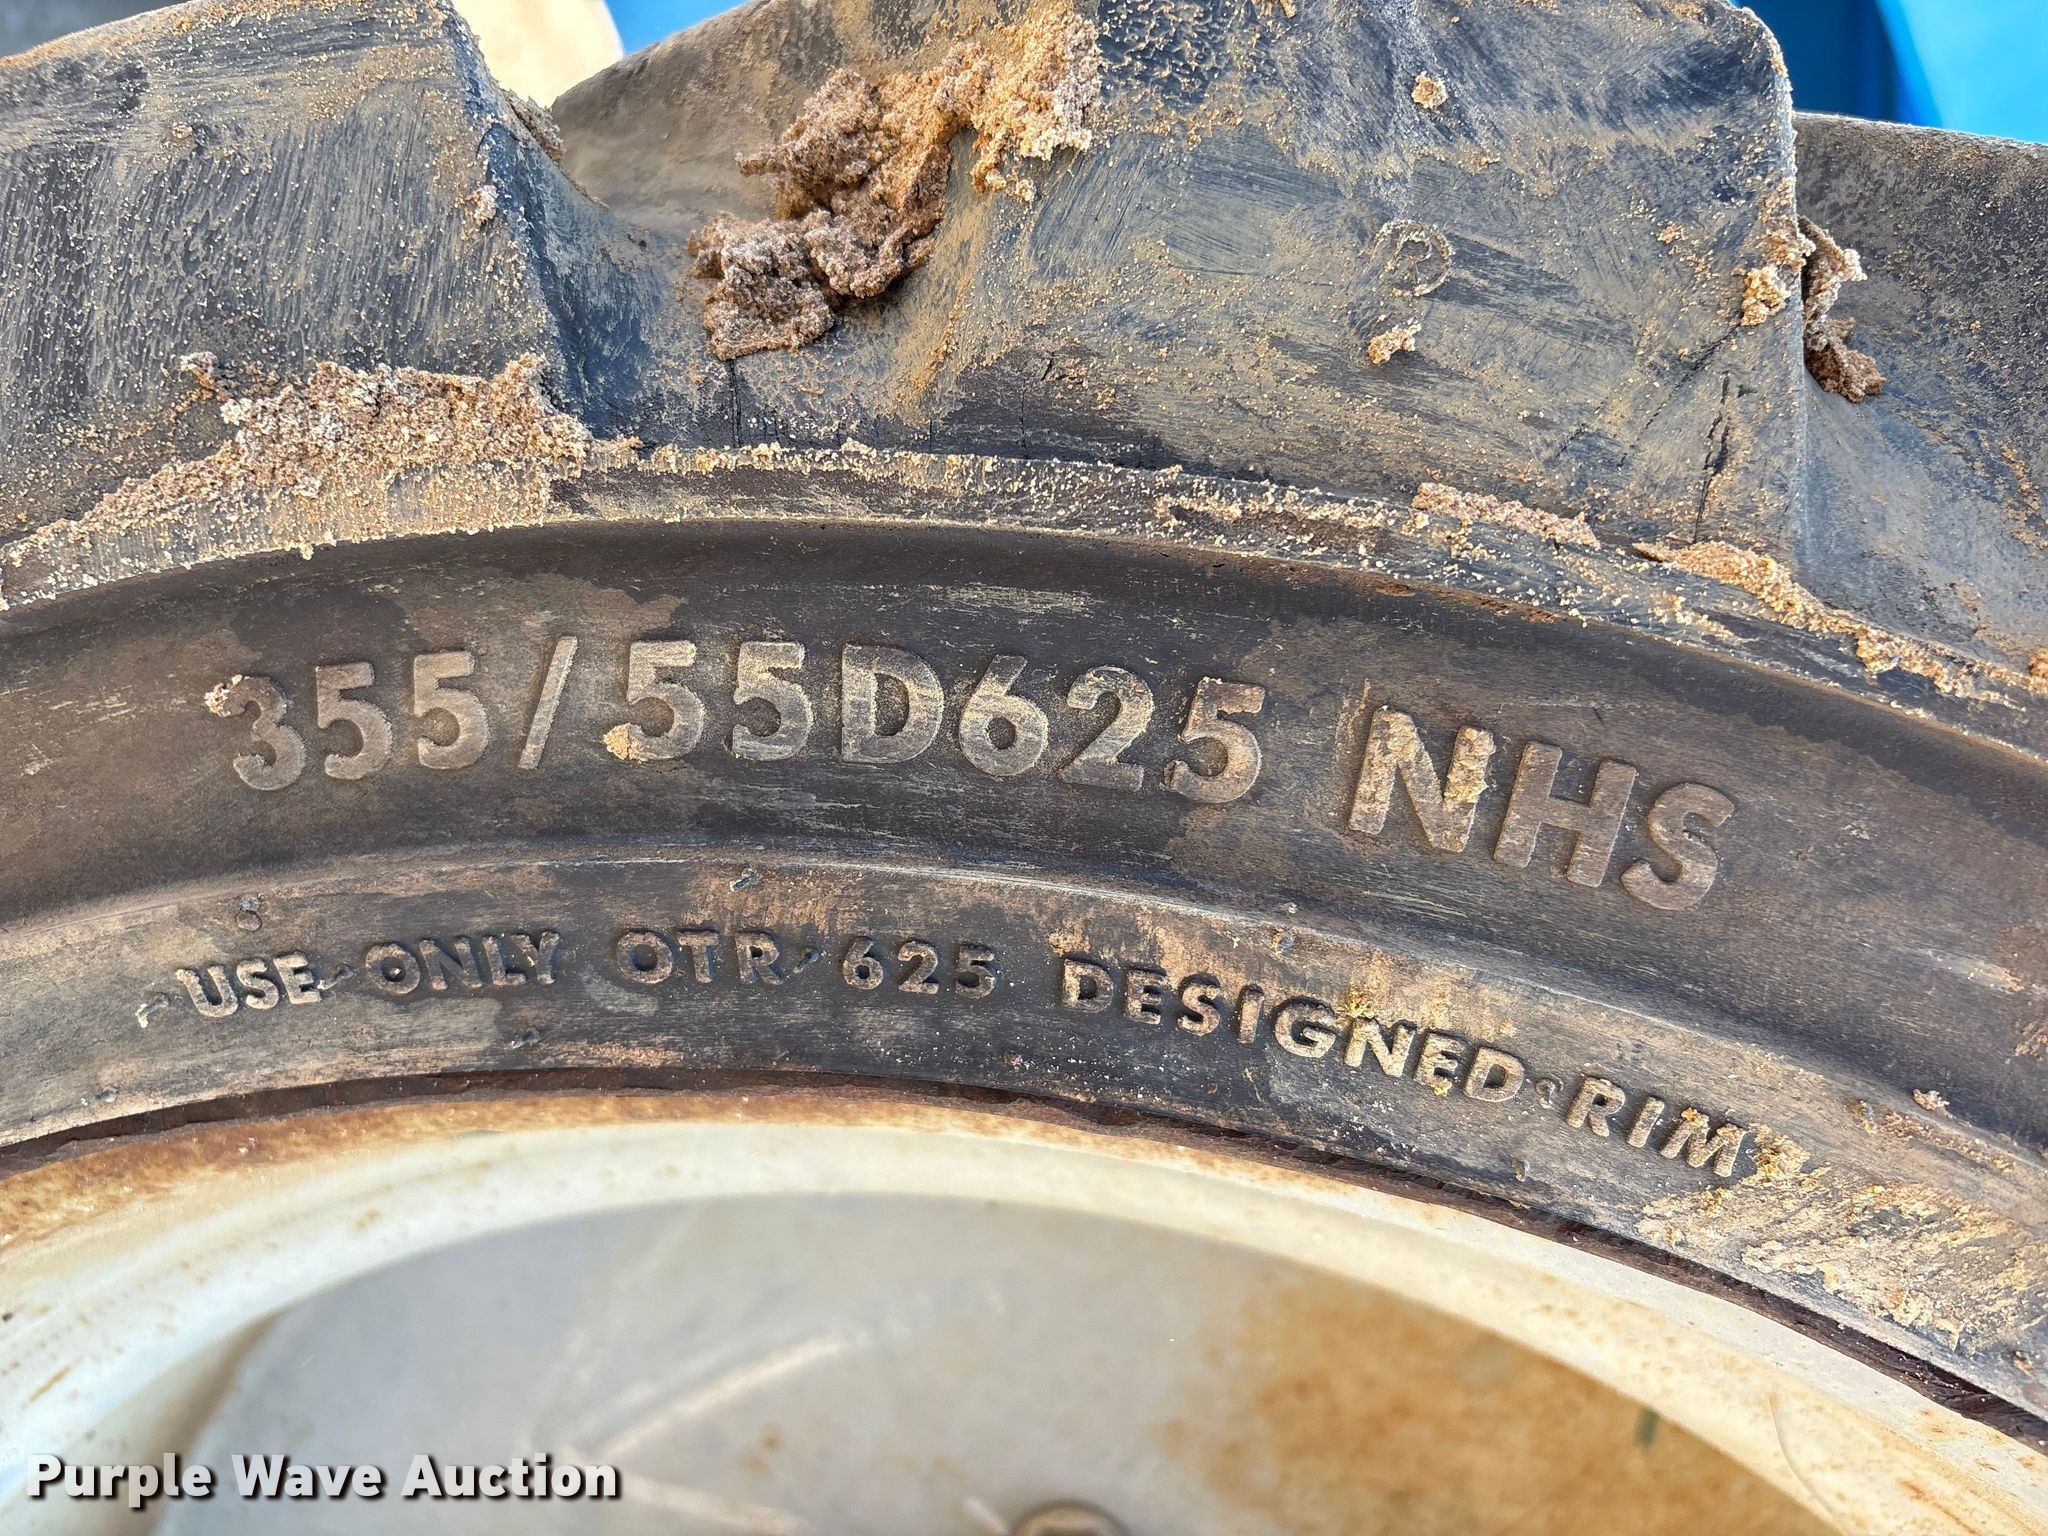 R
355/55D625 NHS
USE ONLY OTR 625 DESIGNED RIM
Purple Wave Auction